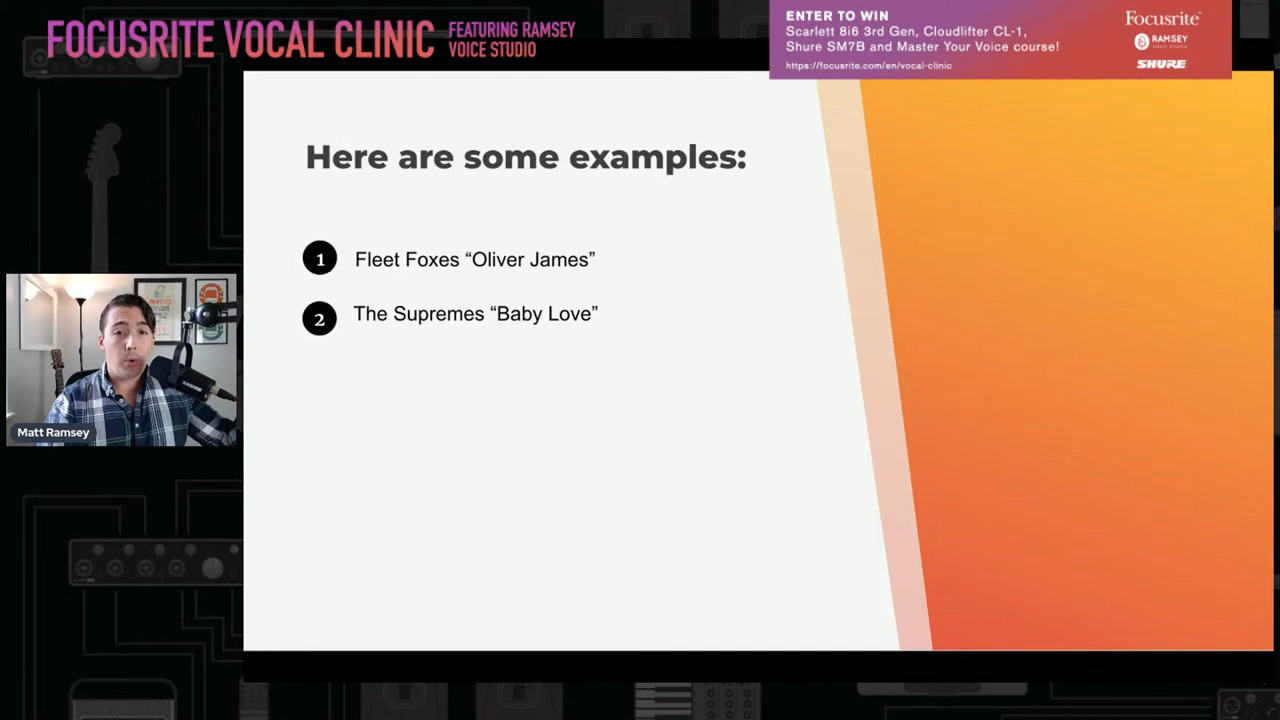 FOCUSRITE VOCAL CLINIC
FEATURING RAMSEY
VOICE STUDIO
ENTER TO WIN
Scarlett 8i6 3rd Gen, Cloudlifter CL-1,
Shure SM7B and Master Your Voice course!
https://focusrite.com/en/vocal-clinic
Focusrite®
RAMSEY
VOICE STUDIO
SHURE
Here are some examples:
1 Fleet Foxes “Oliver James”
2 The Supremes “Baby Love”
Matt Ramsey